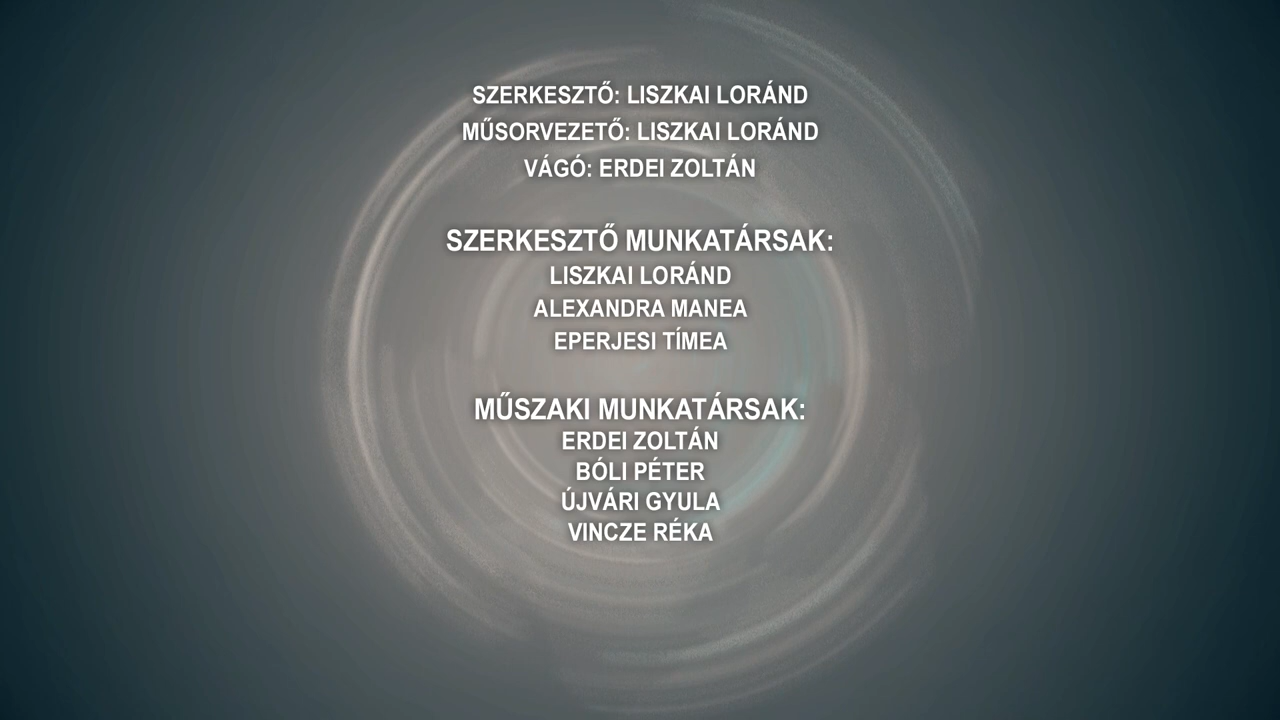 SZERKESZTŐ: LISZKAI LORÁND
MŰSORVEZETŐ: LISZKAI LORÁND
VÁGÓ: ERDEI ZOLTÁN
SZERKESZTŐ MUNKATÁRSAK:
LISZKAI LORÁND
ALEXANDRA MANEA
EPERJESI TÍMEA
MŰSZAKI MUNKATÁRSAK:
ERDEI ZOLTÁN
BÓLI PÉTER
ÚJVÁRI GYULA
VINCZE RÉKA